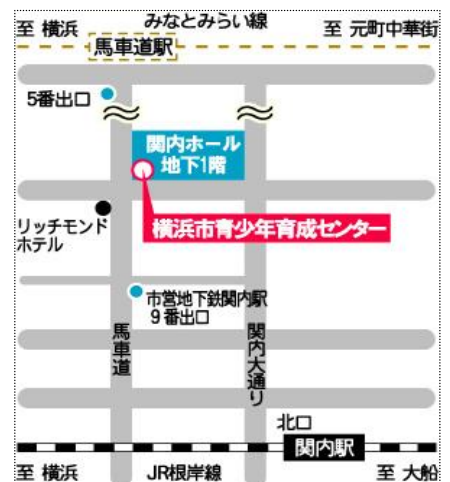 至 横浜
みなとみらい線
至 元町中華街
馬車道駅
5番出口
関内ホール
地下1階
リッチモンド
ホテル
横浜市青少年育成センター
市営地下鉄関内駅
9番出口
馬車道
関内大通り
北口
関内駅
至 横浜
JR根岸線
至 大船